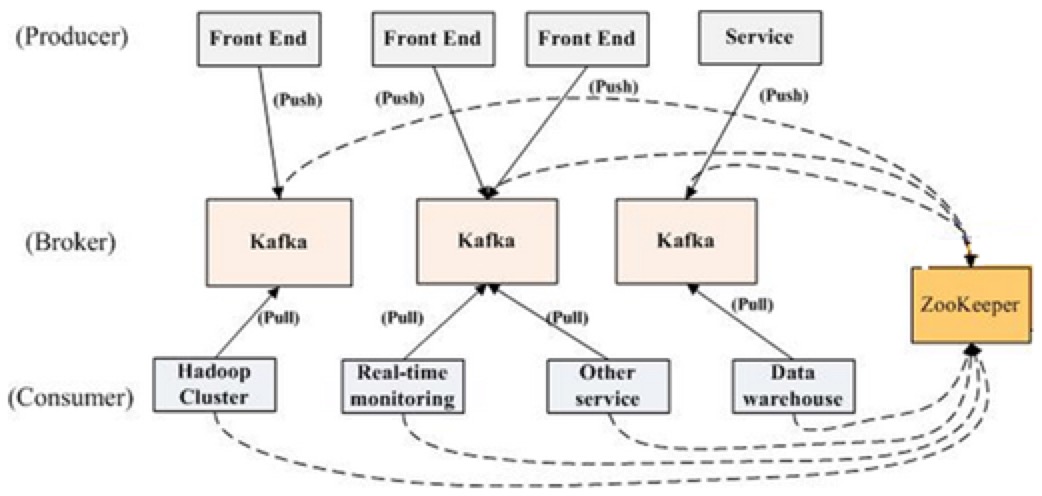 (Producer)
Front End
Front End
Front End
Service
(Push)
(Push)
(Push)
(Push)
(Broker)
Kafka
Kafka
Kafka
ZooKeeper
(Pull)
(Pull)
(Pull)
(Pull)
(Consumer)
Hadoop
Cluster
Real-time
monitoring
Other
service
Data
warehouse